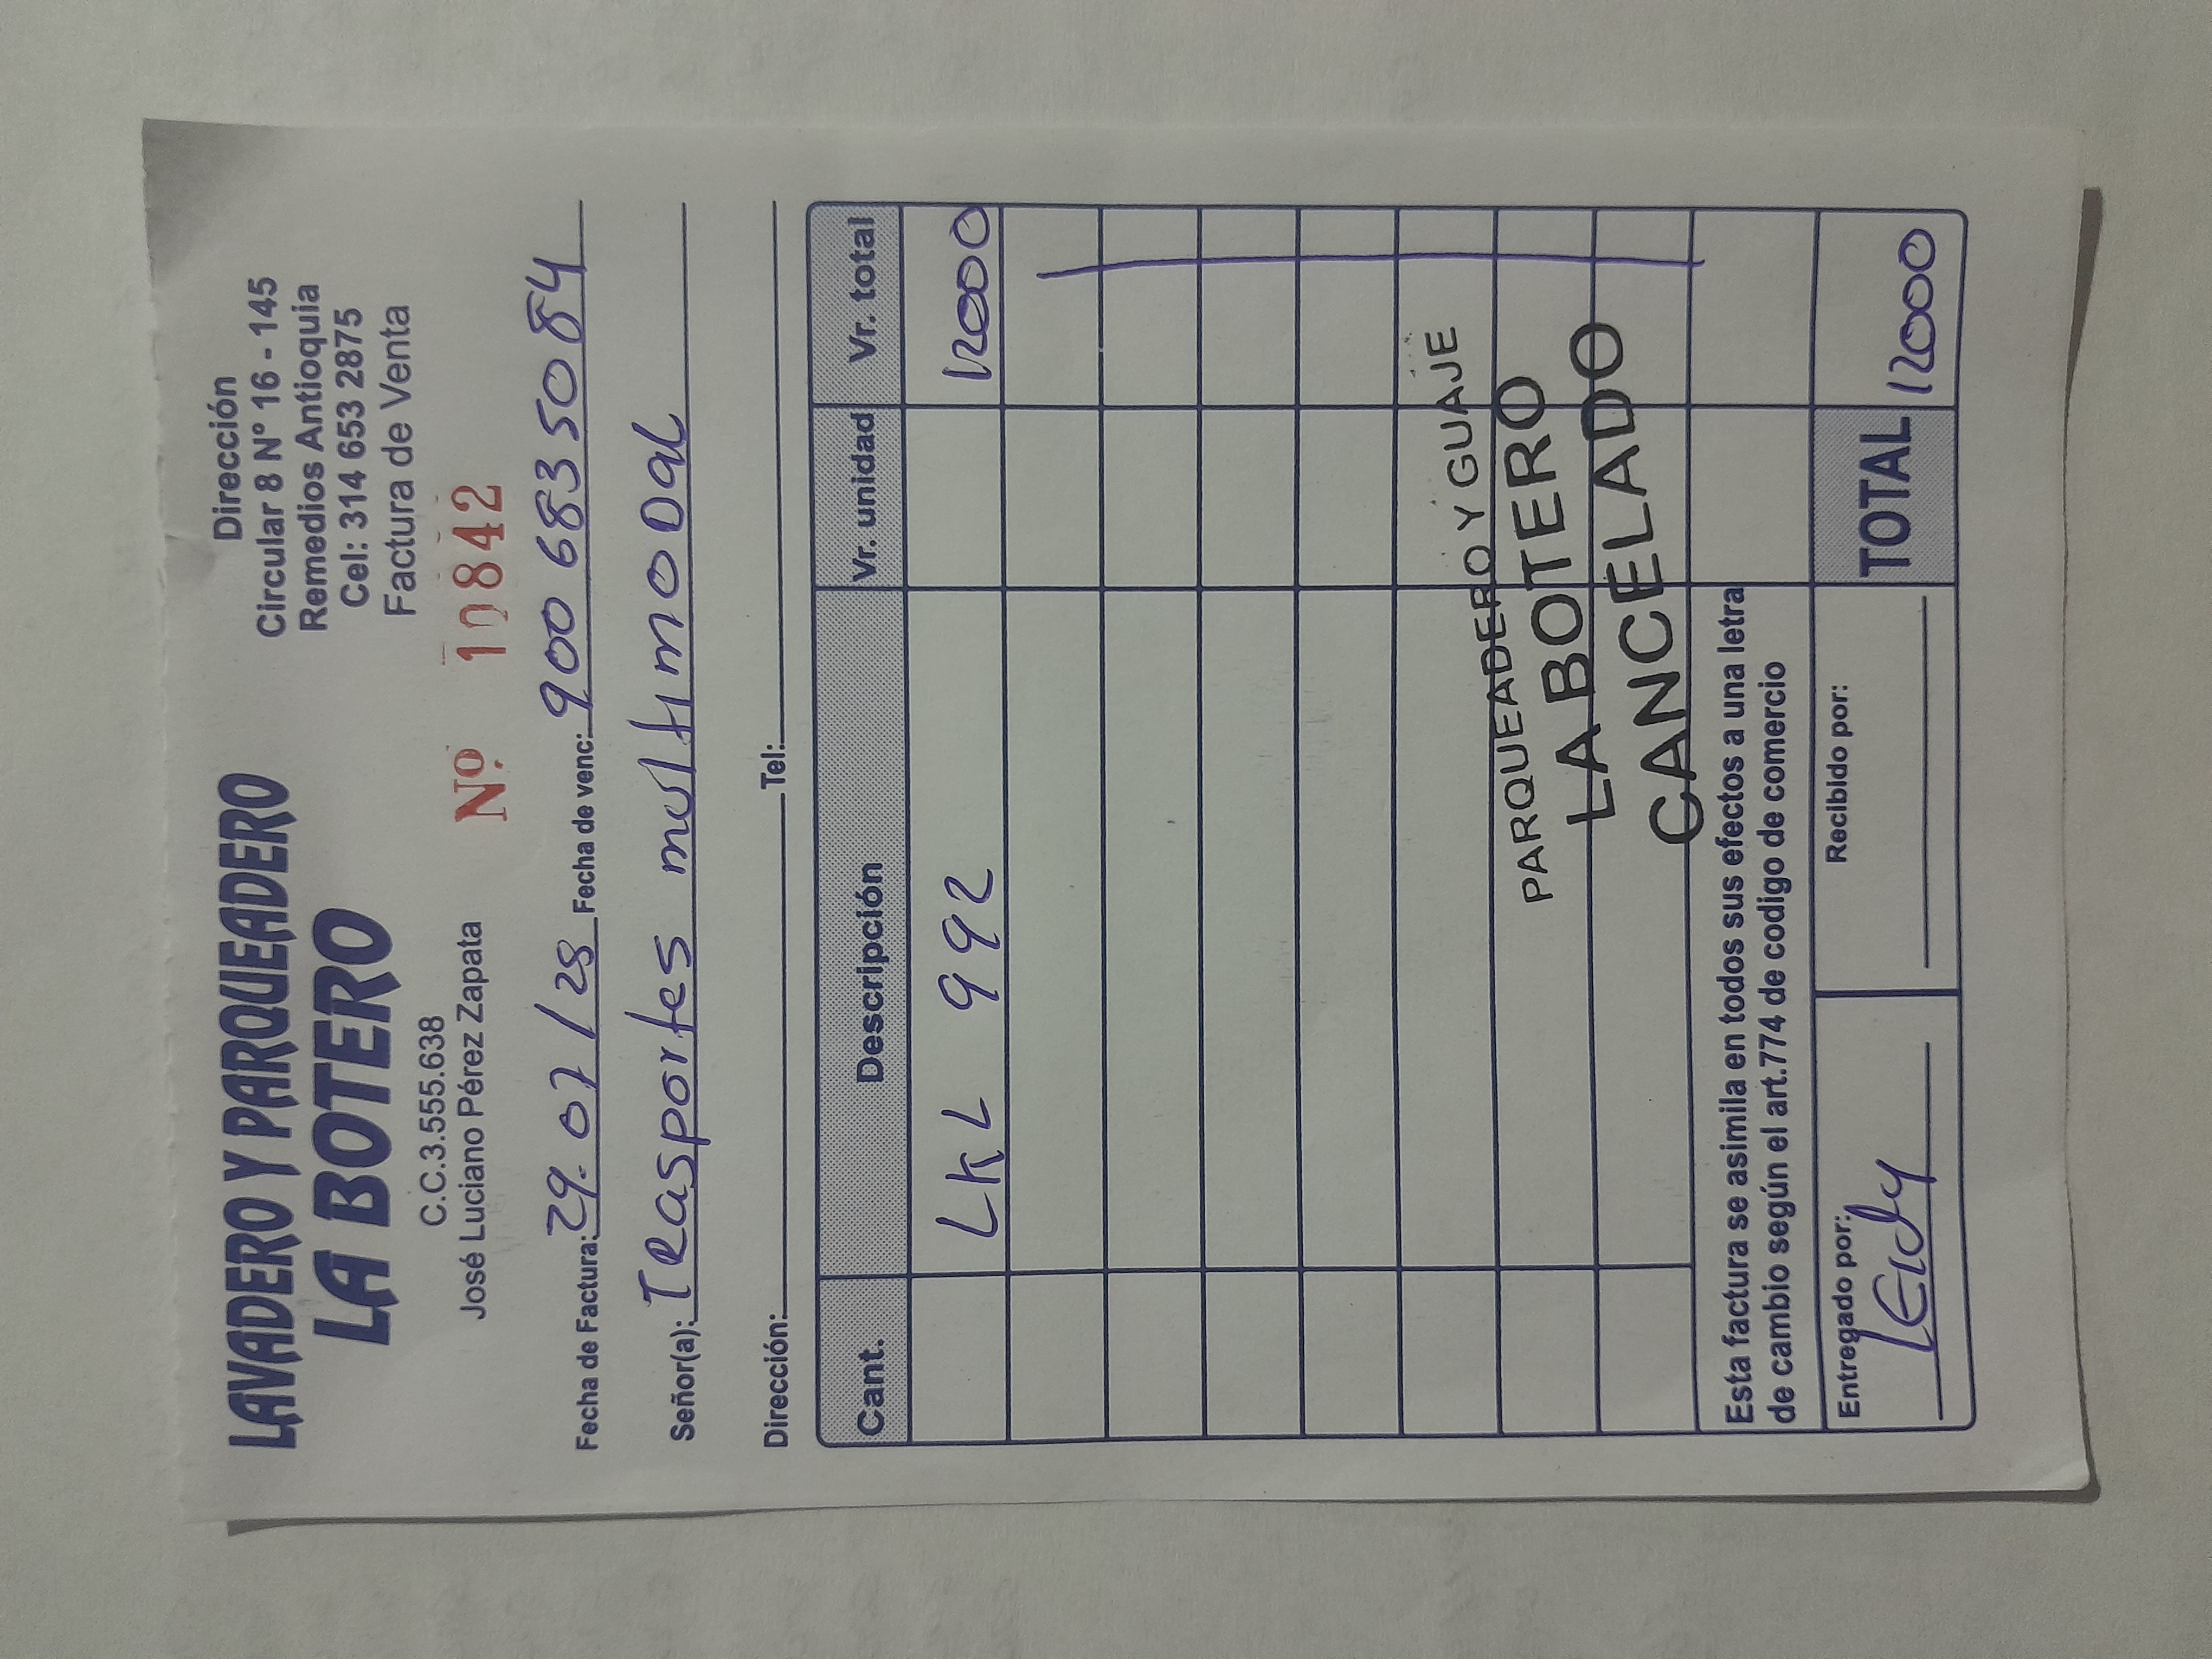 LAVADERO Y PARQUEADERO
LA BOTERO
C.C.3.555.638
José Luciano Pérez Zapata
Dirección
Circular 8 N° 16 - 145
Remedios Antioquia
Cel: 314 653 2875
Factura de Venta
Nº 10842
Fecha de Factura: 29.07/23 Fecha de venc: 900 683 5084
Señor(a): Trasportes multimodal
Dirección: Tel:
Cant. Descripción Vr. unidad Vr. total
LKL 992 12000
PARQUEADERO Y GUAJE
LA BOTERO
CANCELADO
Esta factura se asimila en todos sus efectos a una letra
de cambio según el art.774 de codigo de comercio
Entregado por: Recibido por: TOTAL 12000